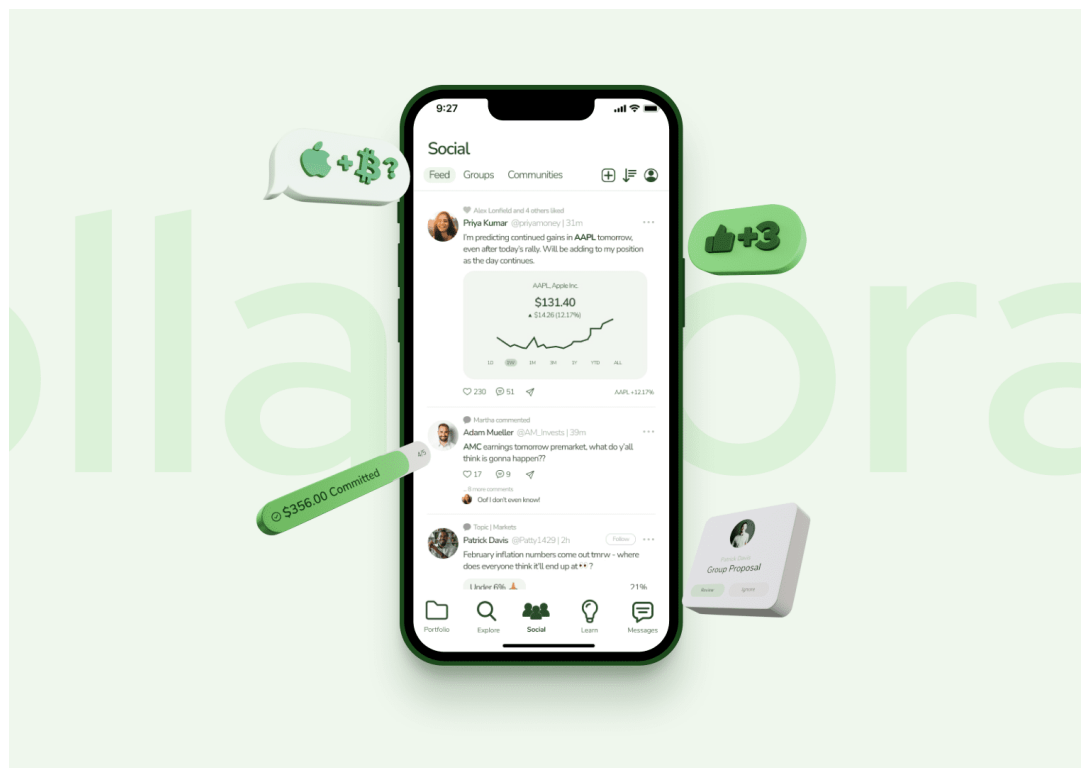 ollabora
9:27
Social
Feed Groups Communities
+ ₿?
Alex Lonfield and 4 others liked
Priya Kumar @priyamoney | 31m
I'm predicting continued gains in AAPL tomorrow,
even after today's rally. Will be adding to my position
as the day continues.
AAPL, Apple Inc.
$131.40
▲ $14.26 (12.17%)
1D 1M 3M 1Y YTD ALL
230 51 AAPL +12.17%
+3
Martha commented
Adam Mueller @AM_Invests | 39m
AMC earnings tomorrow premarket, what do y'all
think is gonna happen??
17 9
more comments
Oof I don't even know!
4/5
$356.00 Committed
Topic | Markets
Patrick Davis @Patty1429 | 2h Follow
February inflation numbers come out tmrw - where
does everyone think it'll end up at 👀 ?
Under 6% 21%
Group Proposal
Ignore
Portfolio Explore Social Learn Messages